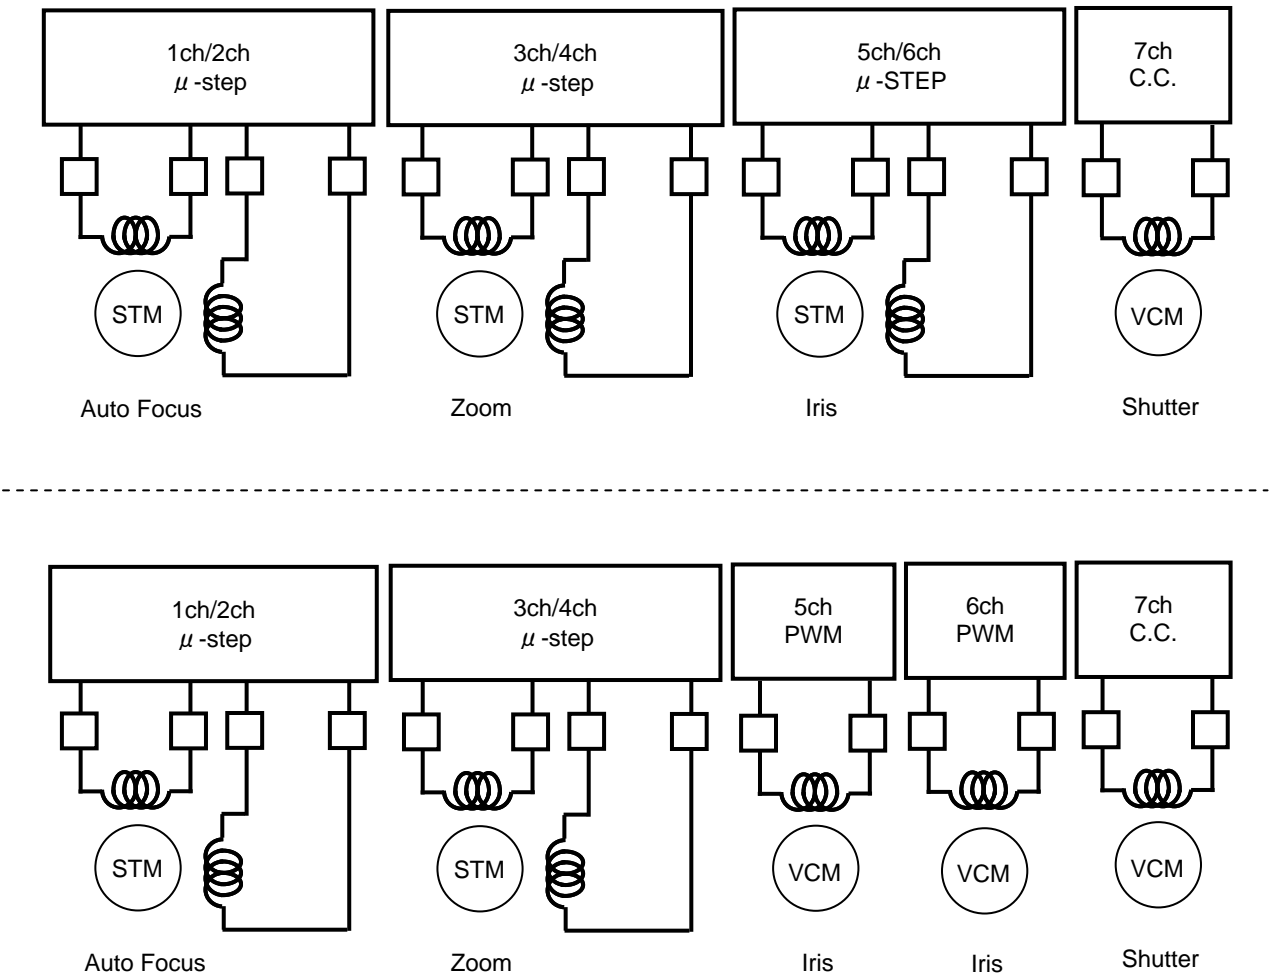 1ch/2ch
μ-step
3ch/4ch
μ-step
5ch/6ch
μ-STEP
7ch
C.C.
STM
STM
STM
VCM
Auto Focus
Zoom
Iris
Shutter
1ch/2ch
μ-step
3ch/4ch
μ-step
5ch
PWM
6ch
PWM
7ch
C.C.
STM
STM
VCM
VCM
VCM
Auto Focus
Zoom
Iris
Iris
Shutter